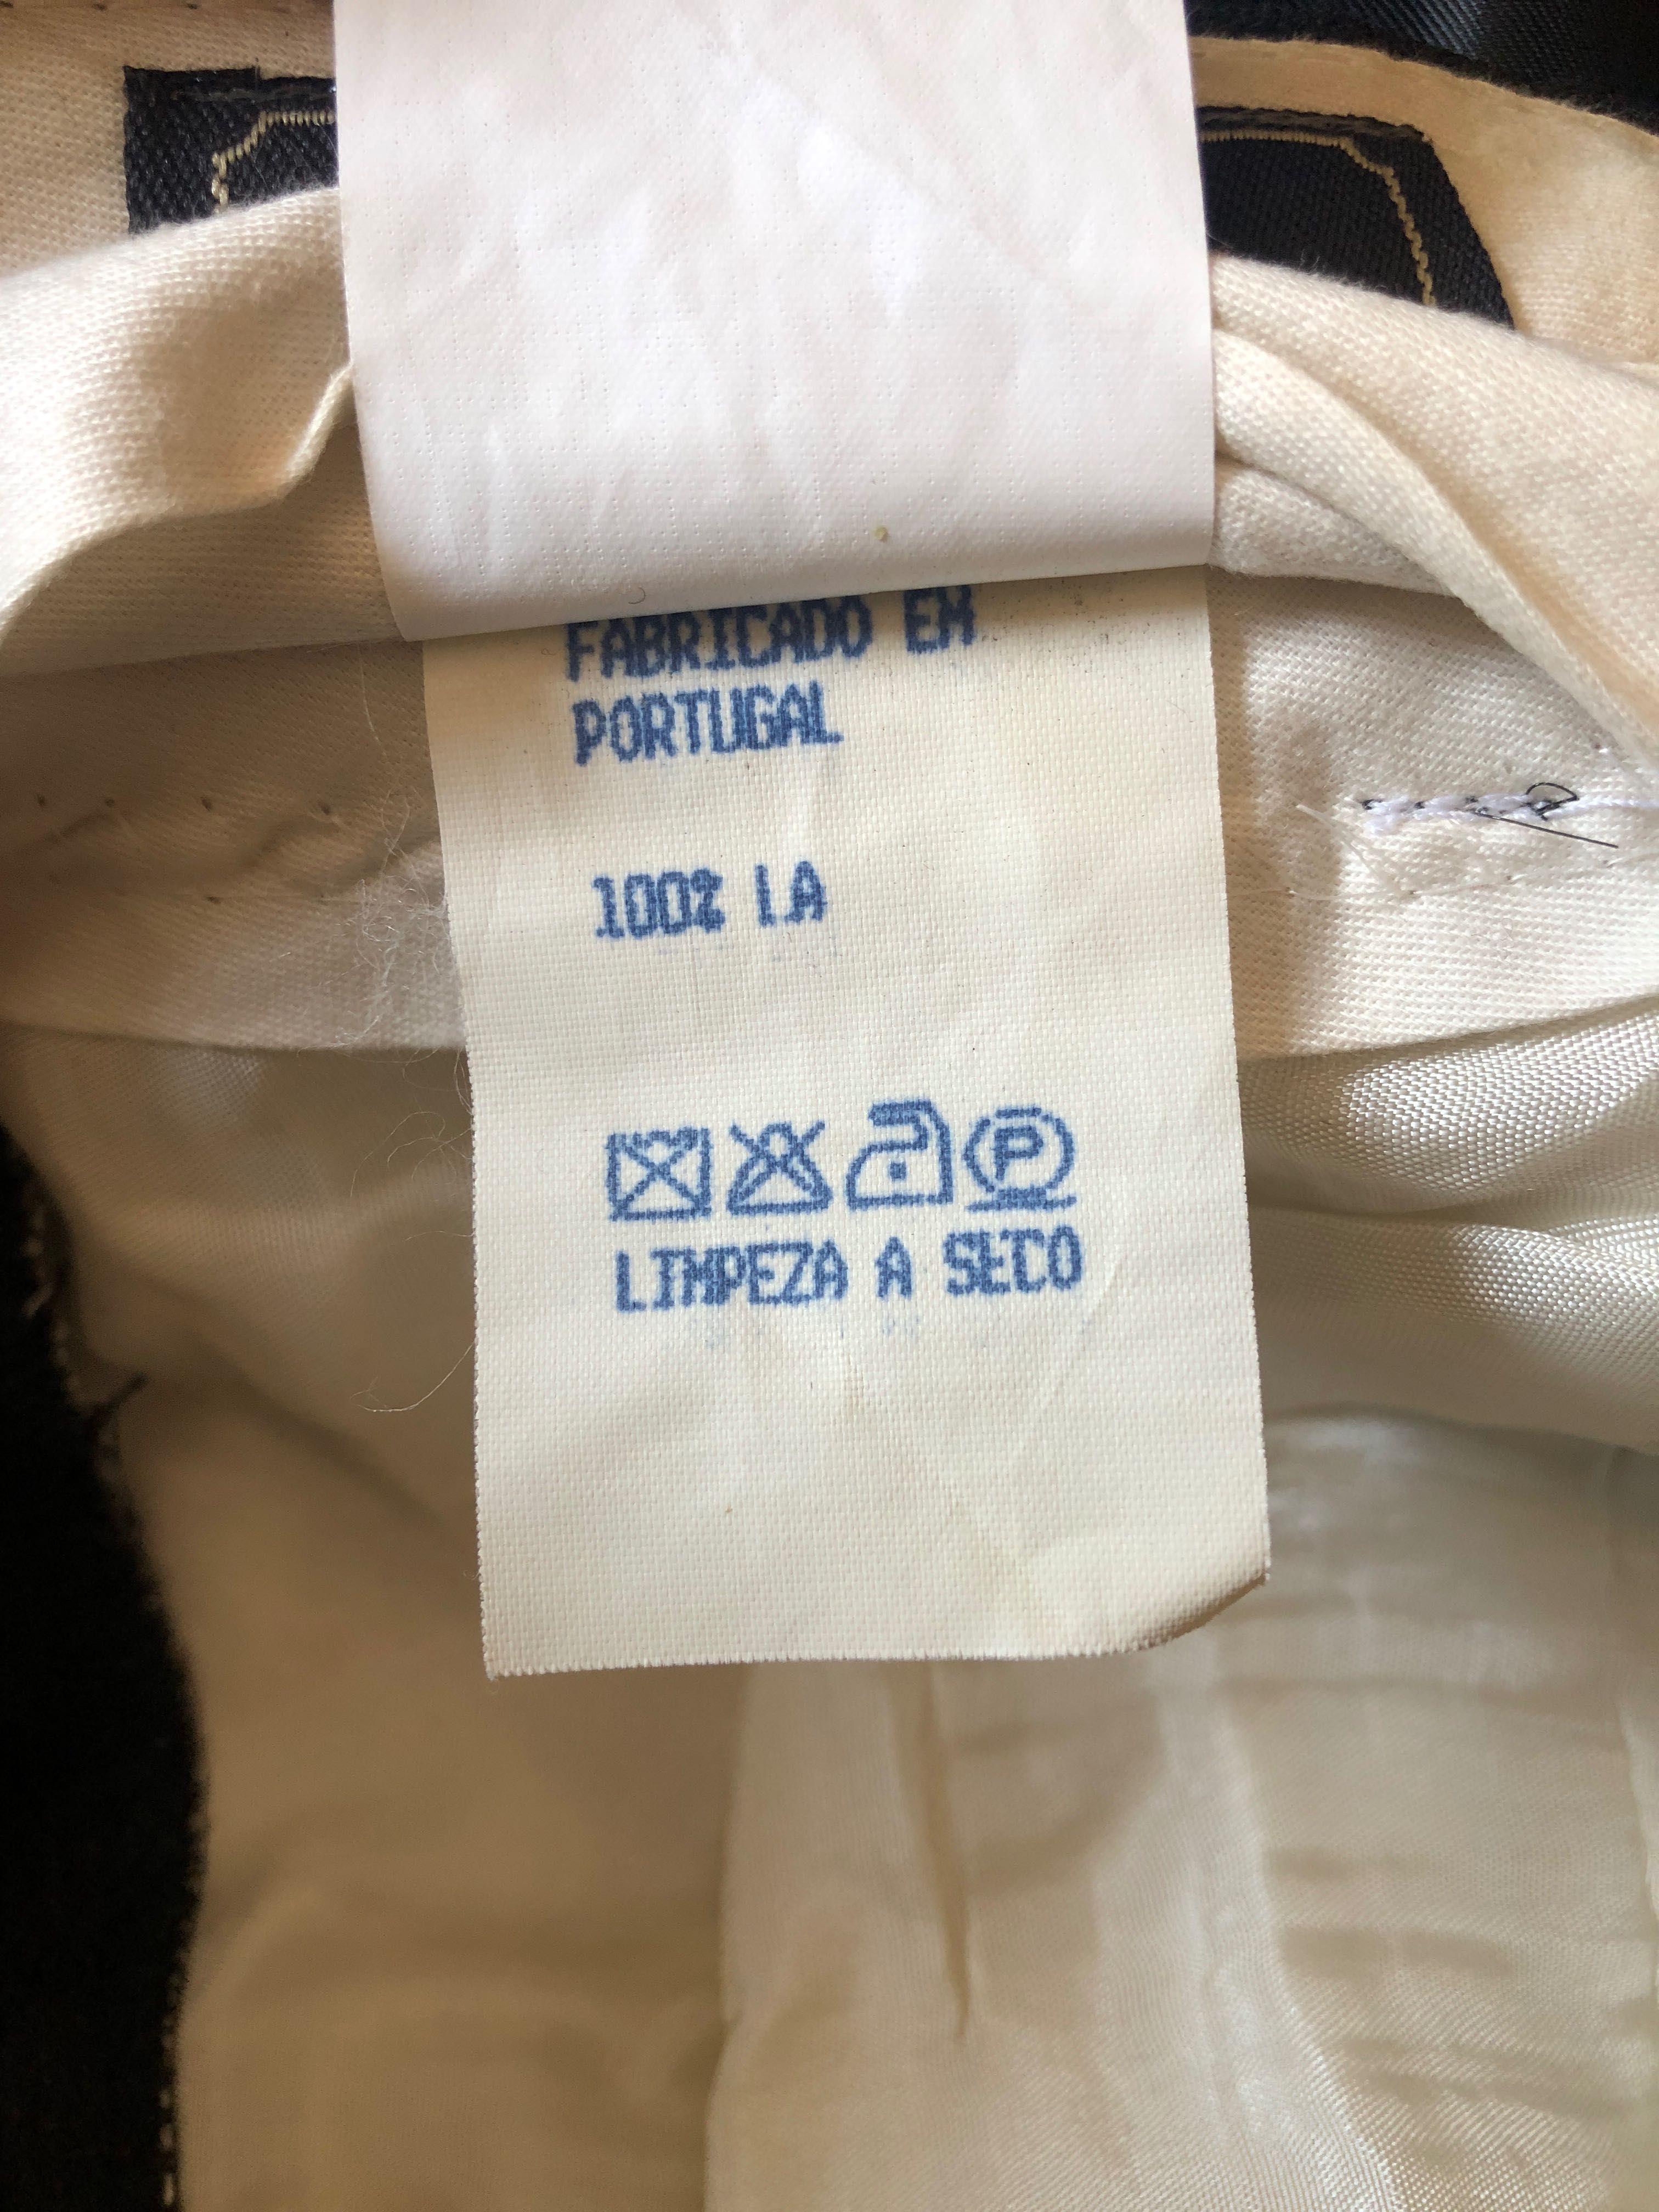 FABRICADO EM
PORTUGAL
100% LA
P
LIMPEZA A SECO